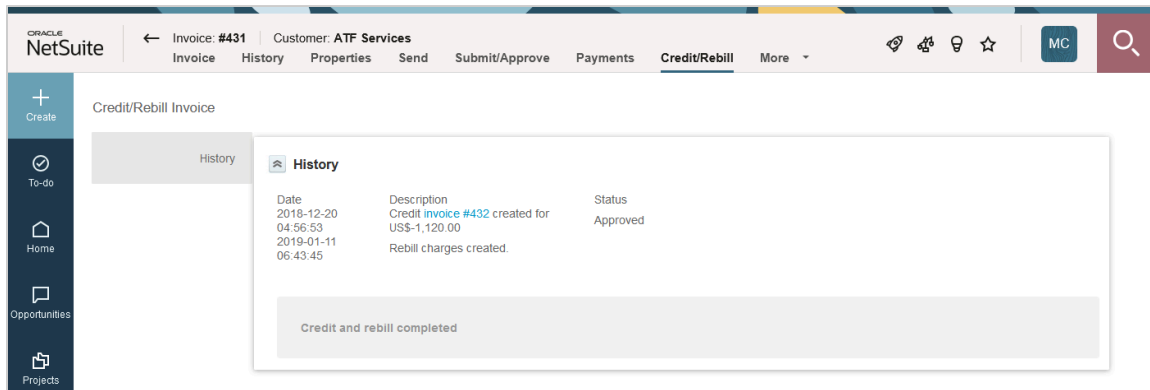 ORACLE
NetSuite
Invoice: #431 Customer: ATF Services
Invoice History Properties Send Submit/Approve Payments Credit/Rebill More
MC
Create
To-do
Home
Opportunities
Projects
Credit/Rebill Invoice
History
History
Date Description Status
2018-12-20 Credit invoice #432 created for Approved
04:56:53 US$-1,120.00
2019-01-11 Rebill charges created.
06:43:45
Credit and rebill completed